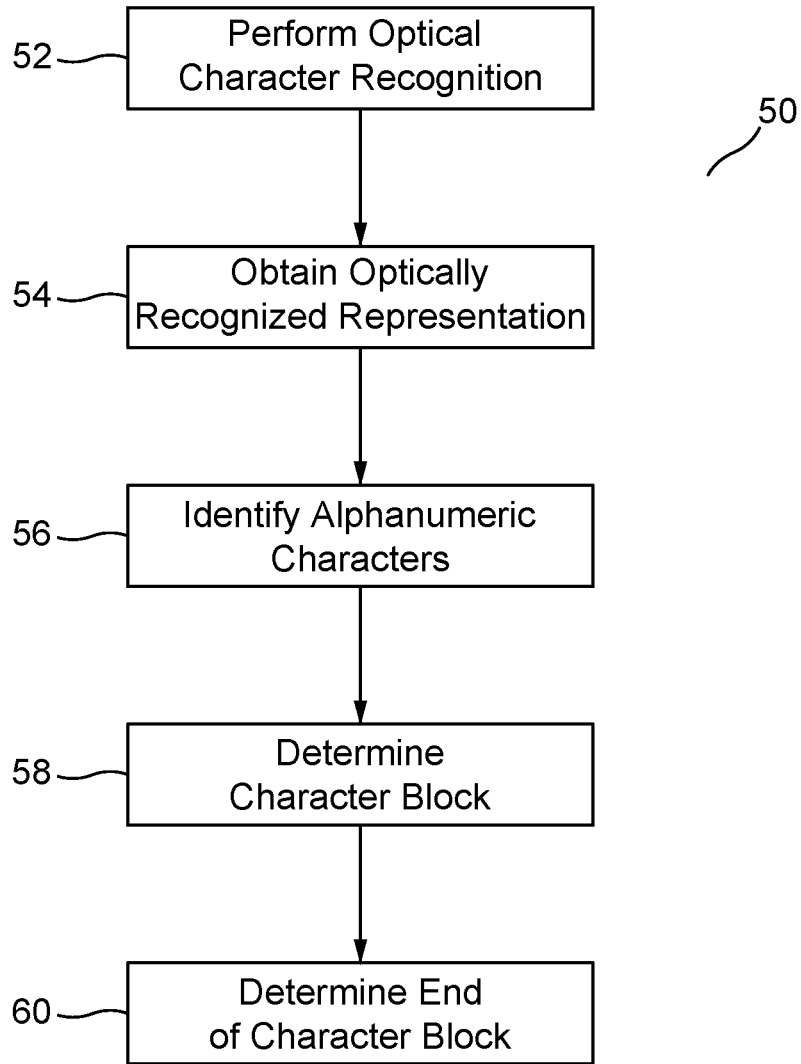 52
Perform Optical
Character Recognition
50
54
Obtain Optically
Recognized Representation
56
Identify Alphanumeric
Characters
58
Determine
Character Block
60
Determine End
of Character Block